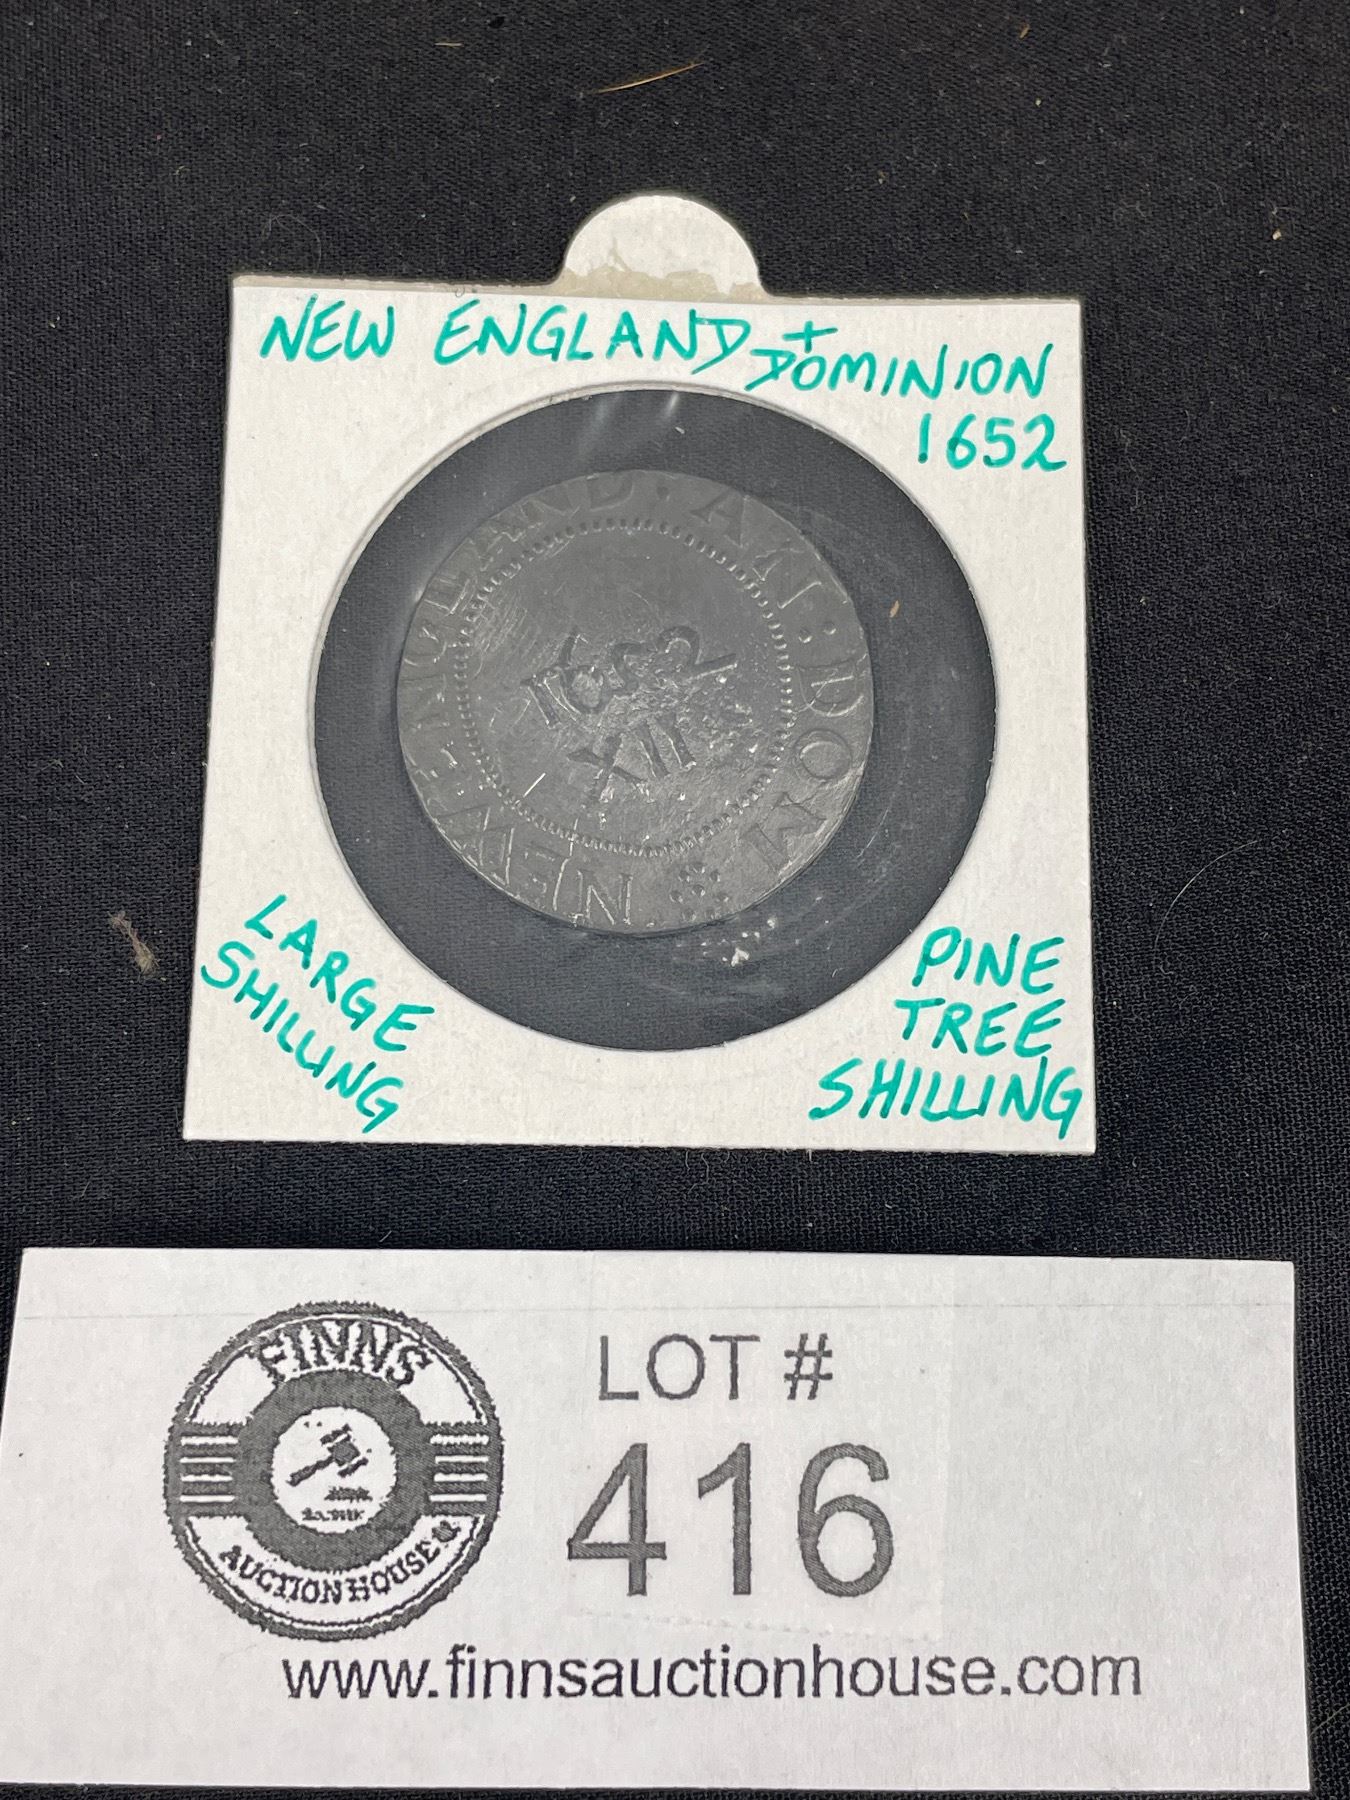 NEW ENGLAND +
DOMINION
1652
NEW ENGLAND. AN: DOM
1652
XII
LARGE
SHILLING
PINE
TREE
SHILLING
FINNS
AUCTION HOUSE
LOT #
416
www.finnsauctionhouse.com